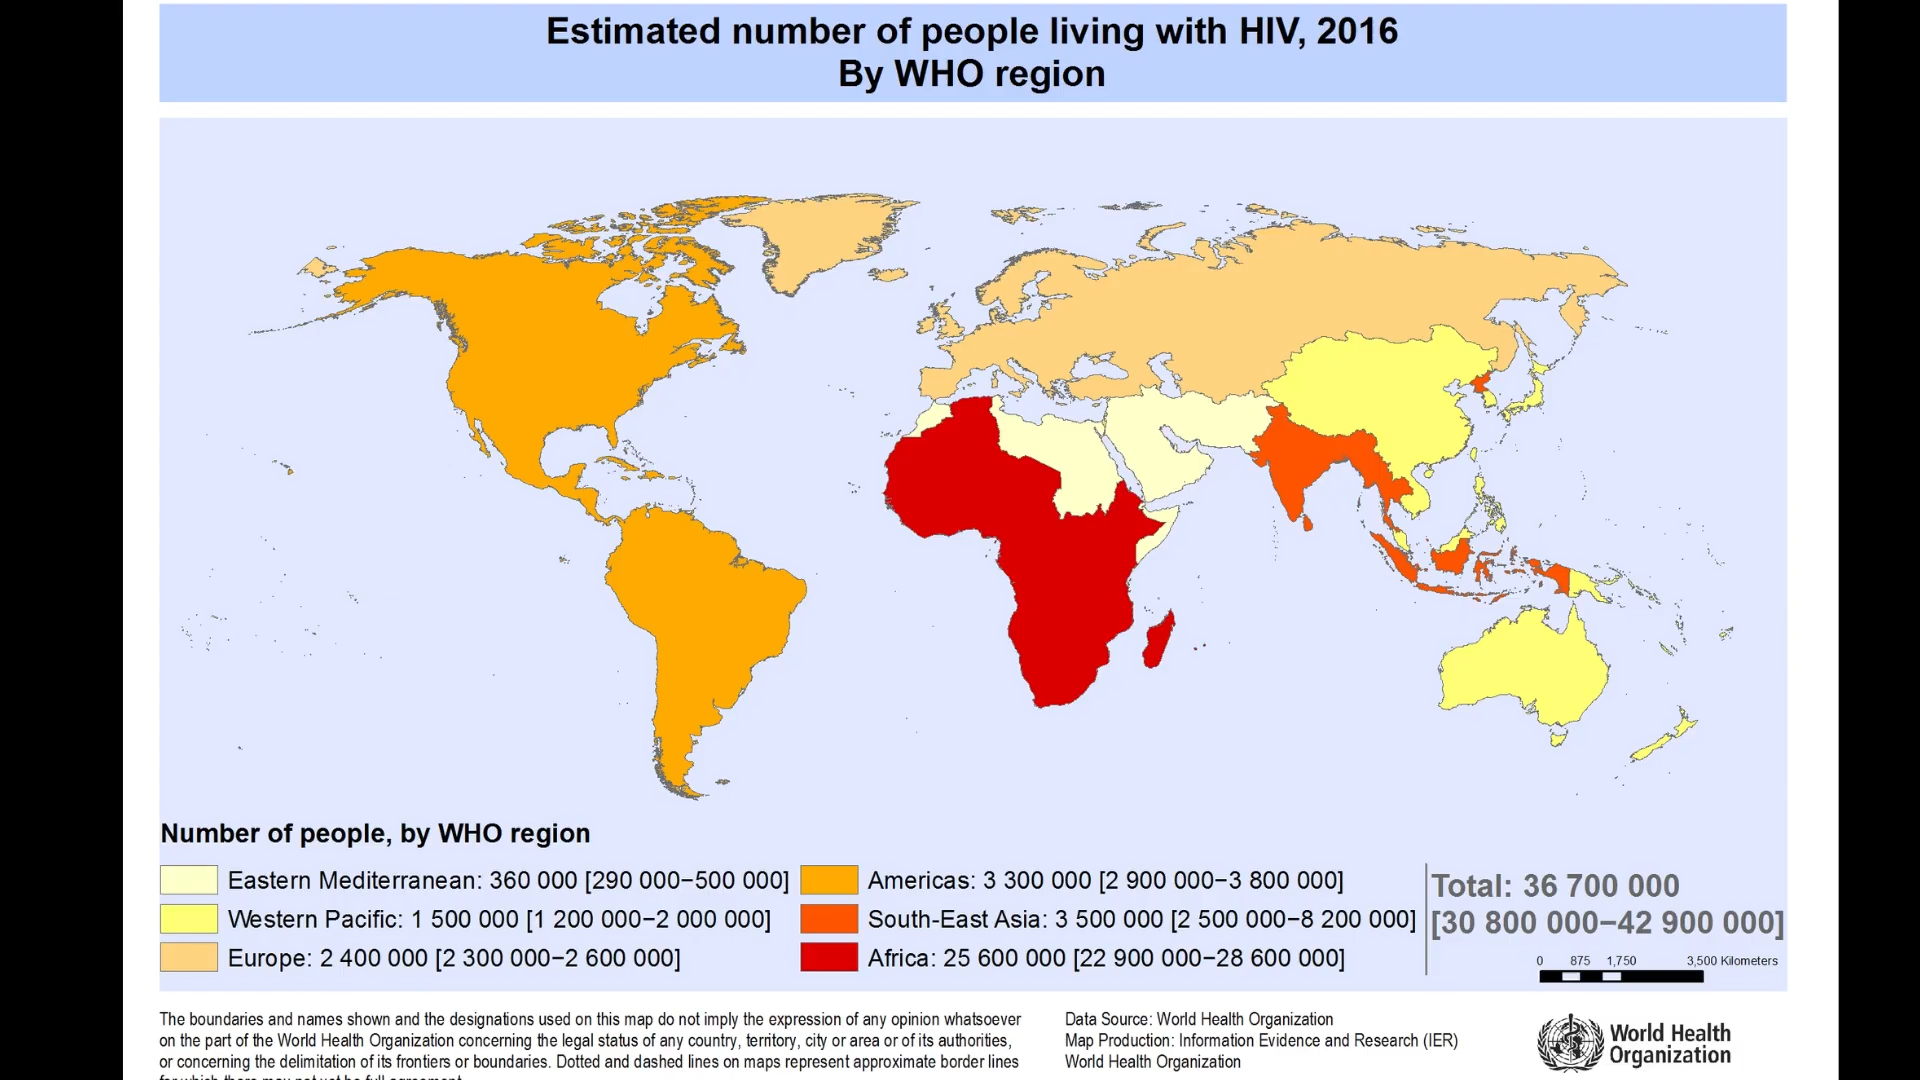 Estimated number of people living with HIV, 2016
By WHO region
Number of people, by WHO region
Eastern Mediterranean: 360 000 [290 000–500 000]
Western Pacific: 1 500 000 [1 200 000–2 000 000]
Europe: 2 400 000 [2 300 000–2 600 000]
Americas: 3 300 000 [2 900 000–3 800 000]
South-East Asia: 3 500 000 [2 500 000–8 200 000]
Africa: 25 600 000 [22 900 000–28 600 000]
Total: 36 700 000
[30 800 000–42 900 000]
0 875 1,750 3,500 Kilometers
The boundaries and names shown and the designations used on this map do not imply the expression of any opinion whatsoever
on the part of the World Health Organization concerning the legal status of any country, territory, city or area or of its authorities,
or concerning the delimitation of its frontiers or boundaries. Dotted and dashed lines on maps represent approximate border lines
for which there may not yet be full agreement.
Data Source: World Health Organization
Map Production: Information Evidence and Research (IER)
World Health Organization
World Health
Organization